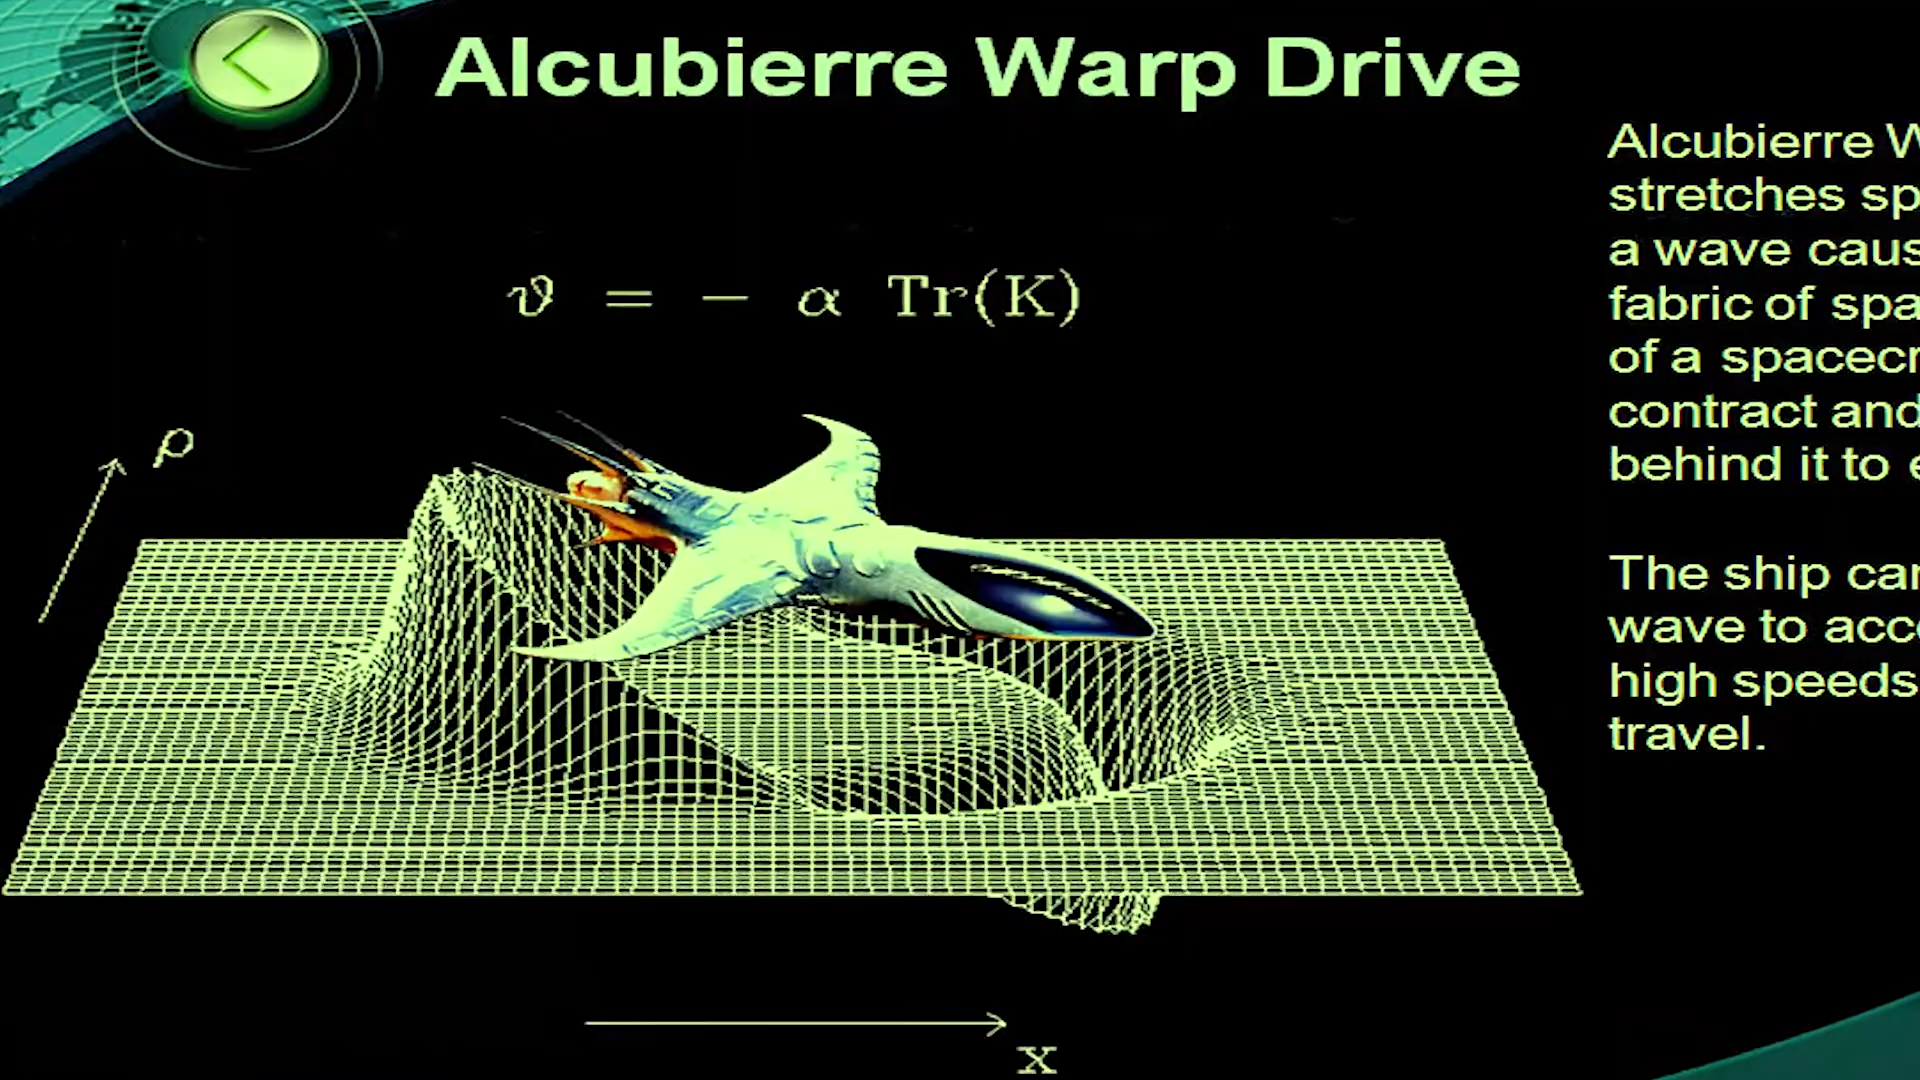 Alcubierre Warp Drive
ϑ = − α Tr(K)
ρ
x
Alcubierre
stretches
a wave
fabric of
of a
contract and
behind it to
The ship
wave to
high speeds
travel.